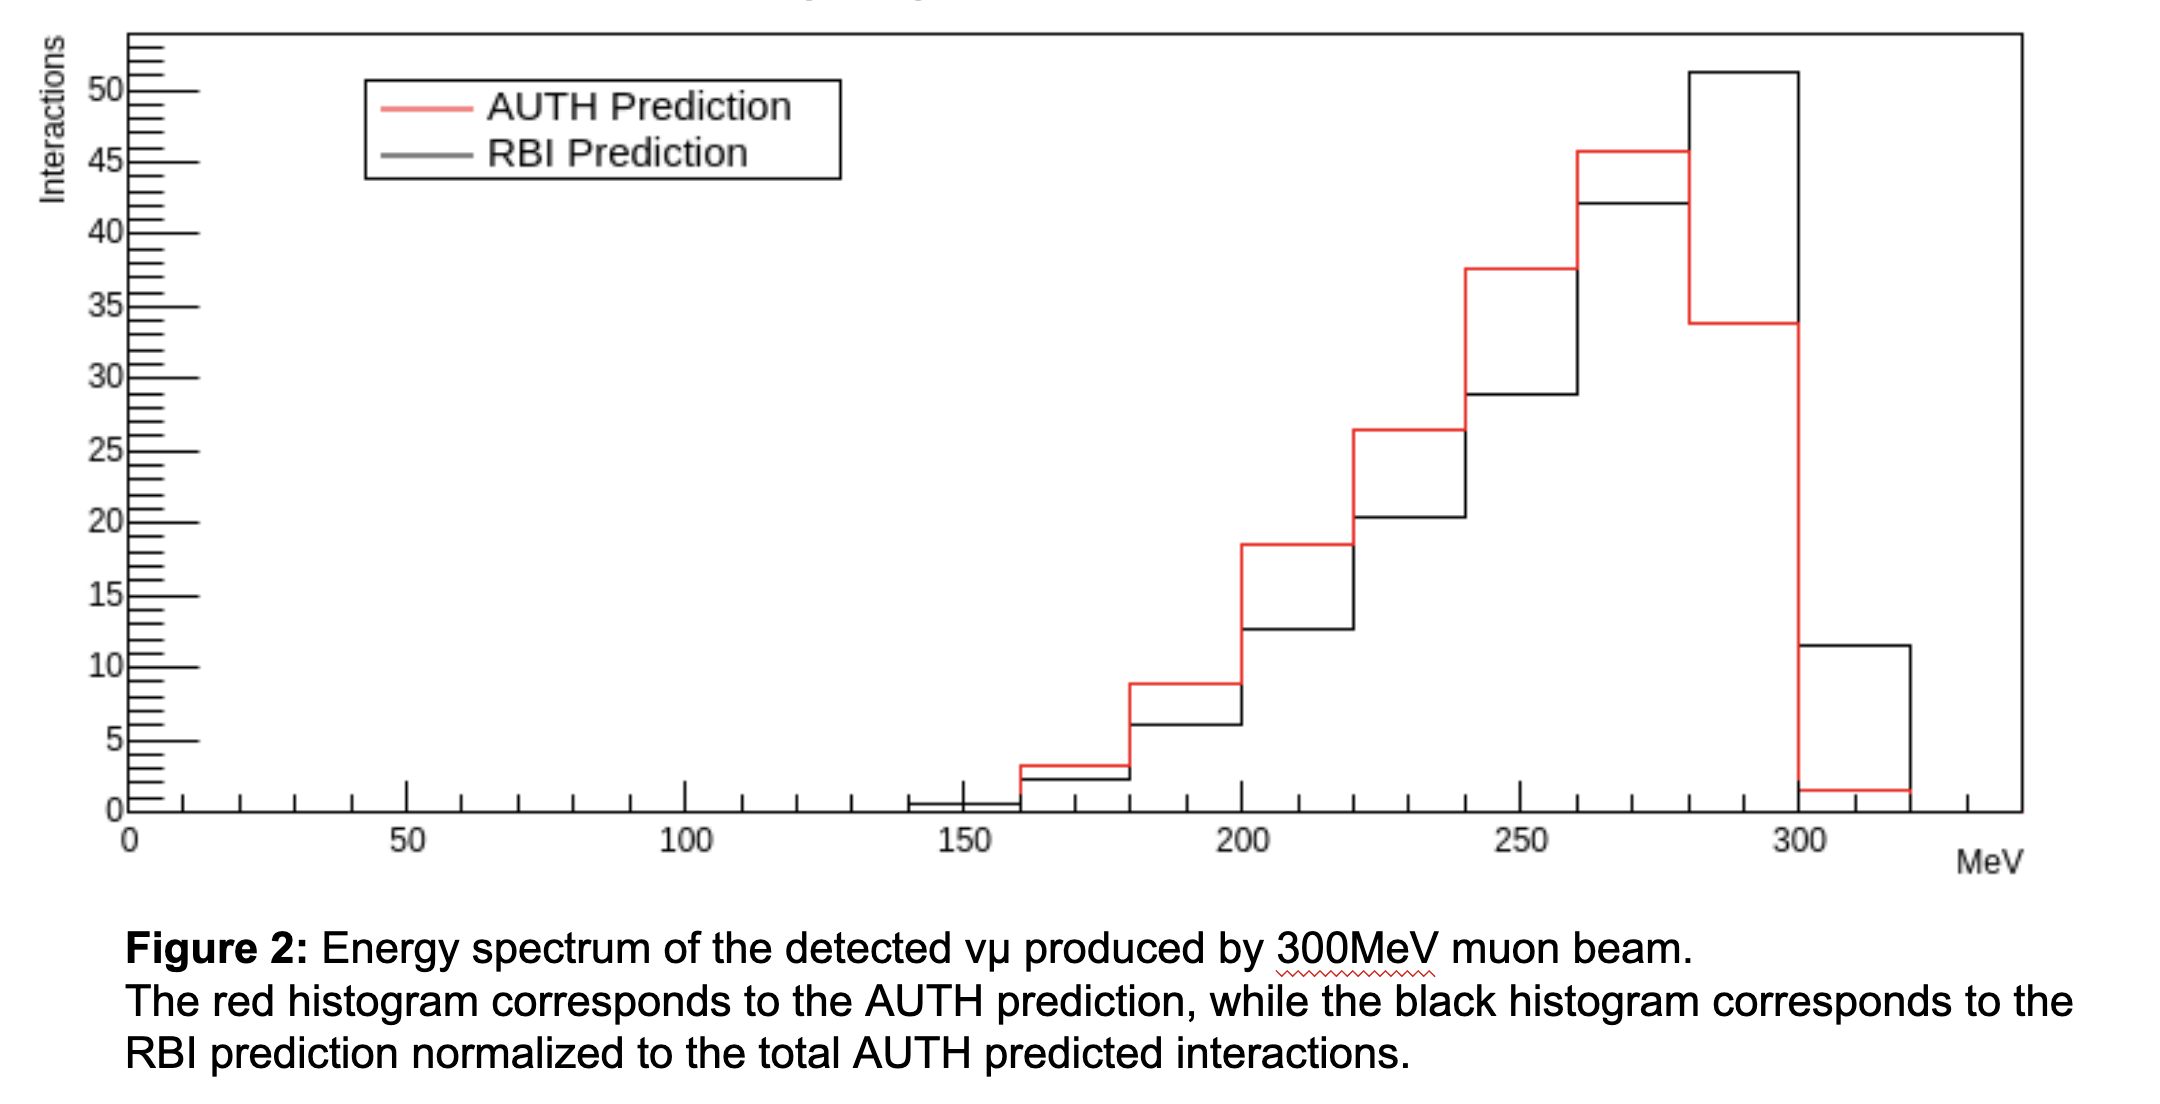 Interactions
50
45
40
35
30
25
20
15
10
5
0
AUTH Prediction
RBI Prediction
0 50 100 150 200 250 300
MeV
Figure 2: Energy spectrum of the detected vμ produced by 300MeV muon beam.
The red histogram corresponds to the AUTH prediction, while the black histogram corresponds to the
RBI prediction normalized to the total AUTH predicted interactions.